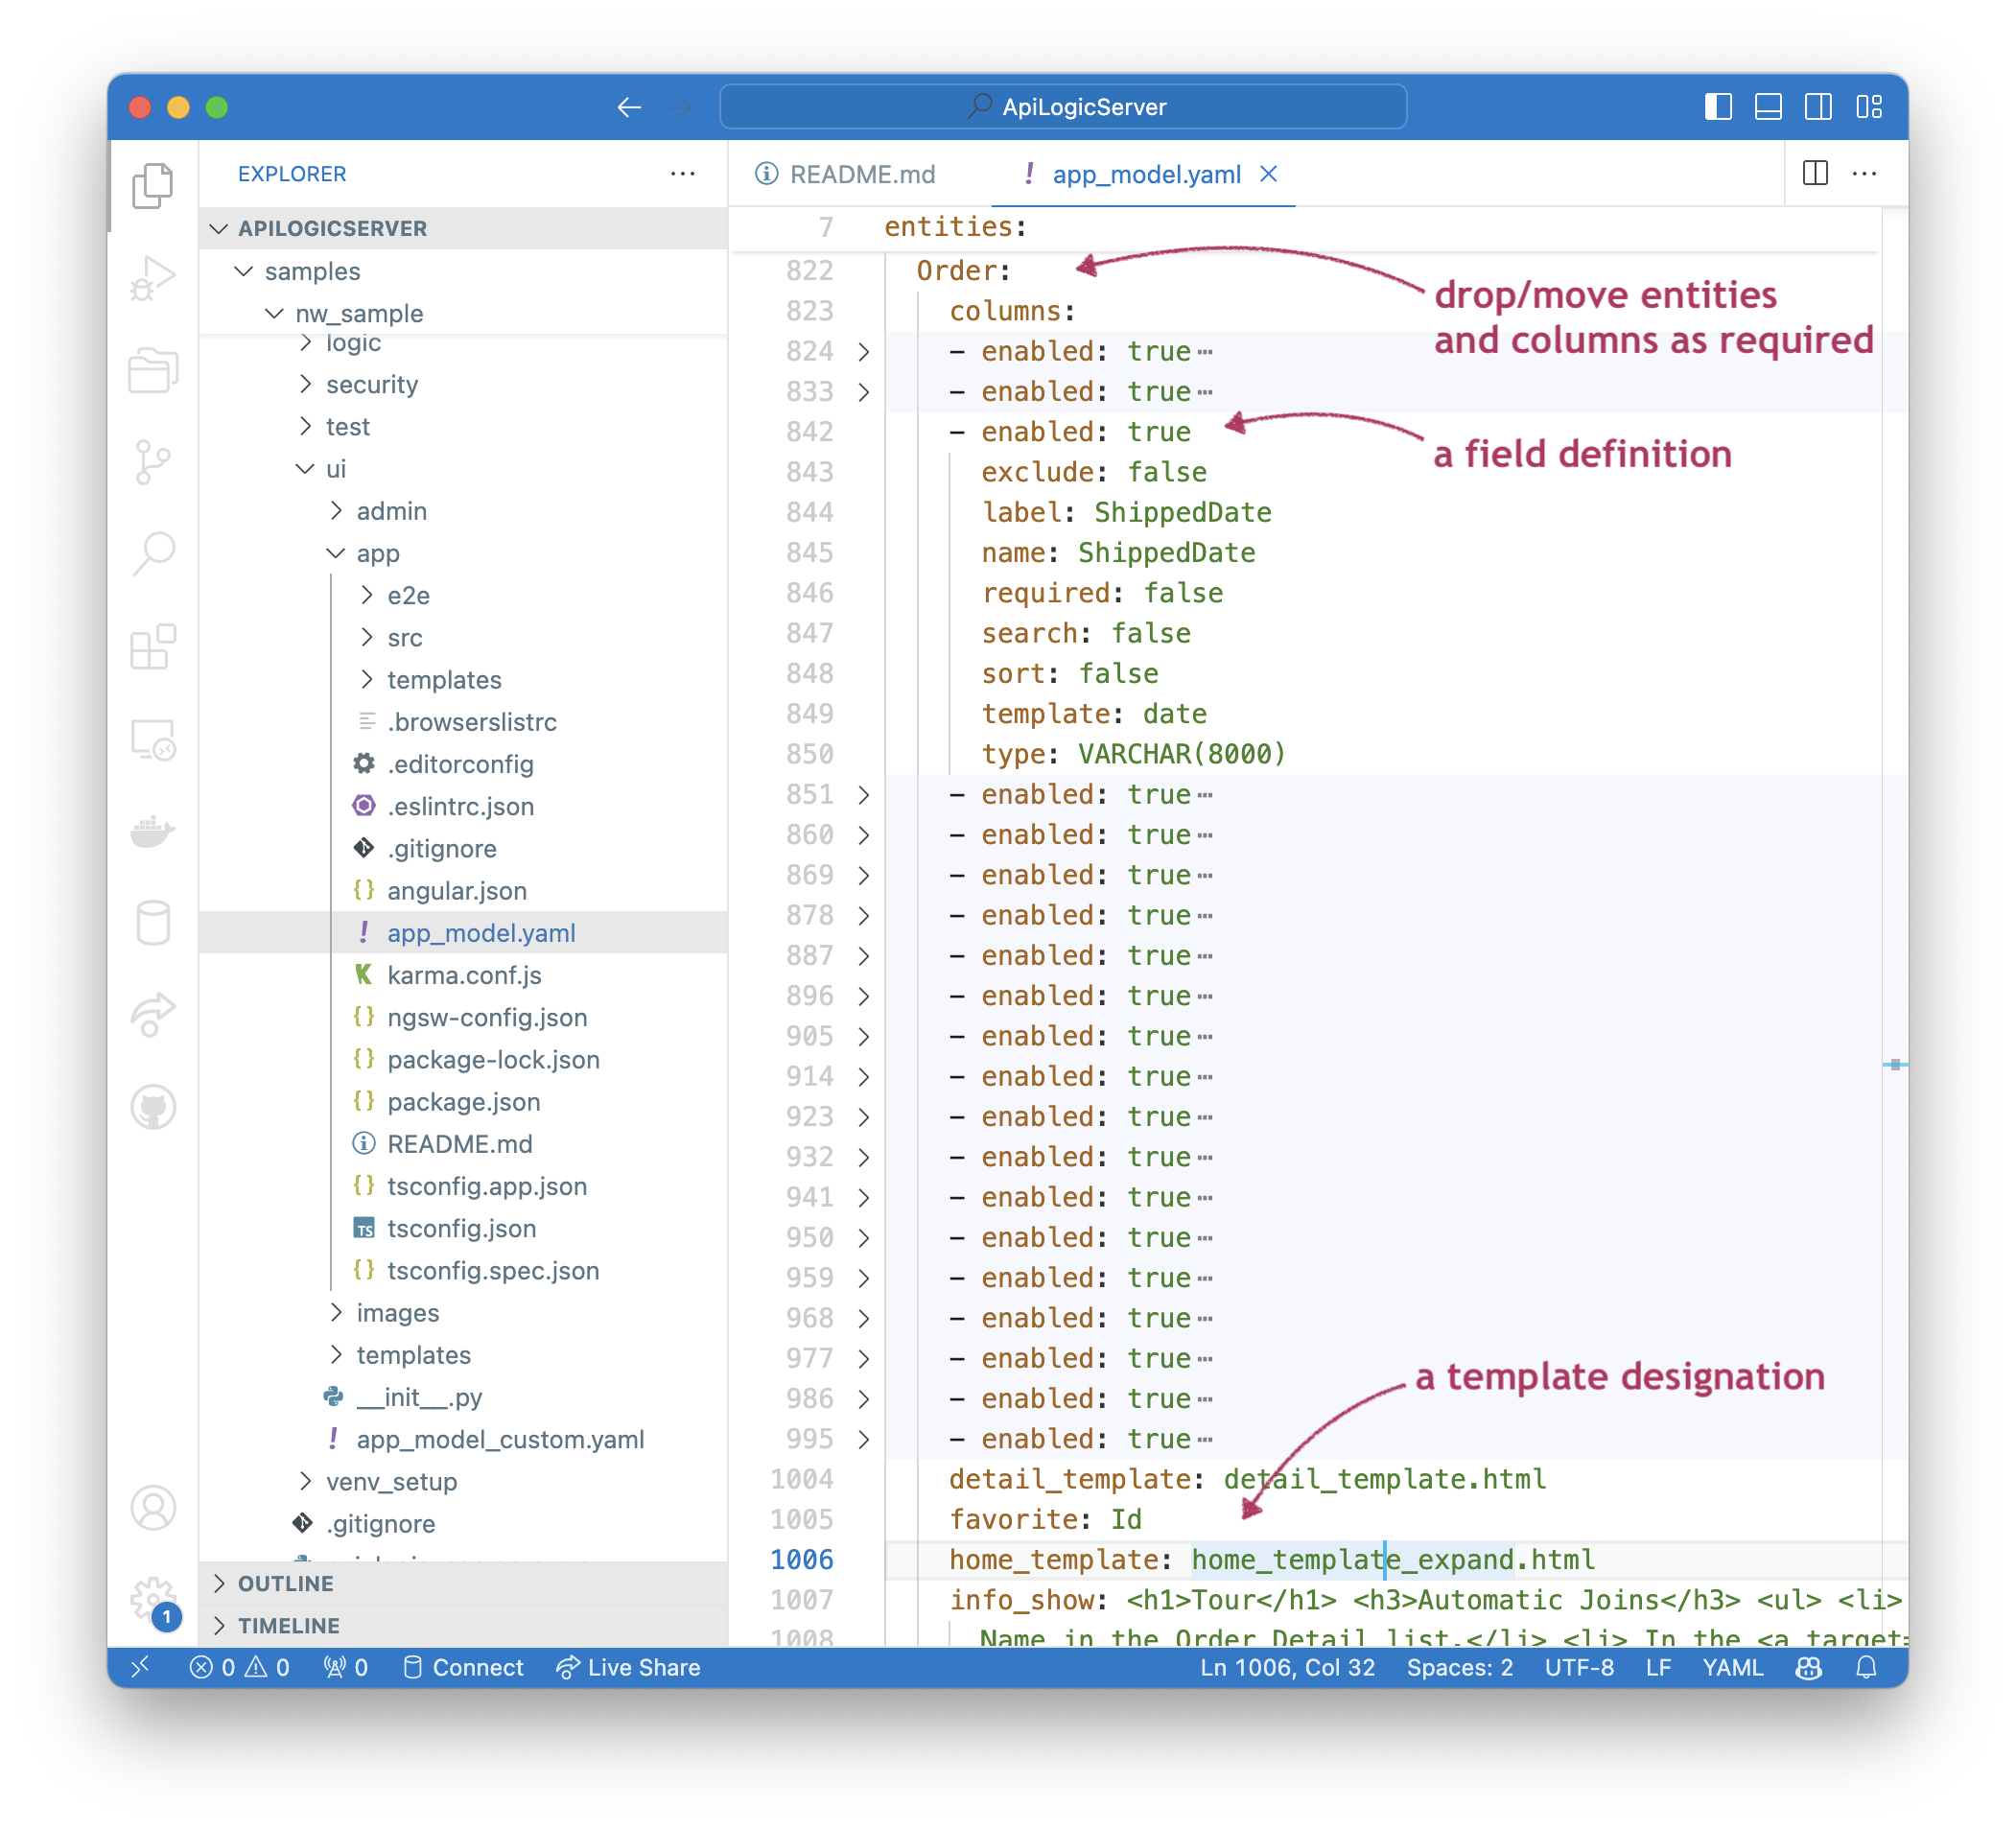 ApiLogicServer
EXPLORER
APILOGICSERVER
samples
nw_sample
logic
security
test
ui
admin
app
e2e
src
templates
.browserslistrc
.editorconfig
.eslintrc.json
.gitignore
angular.json
app_model.yaml
karma.conf.js
ngsw-config.json
package-lock.json
package.json
README.md
tsconfig.app.json
tsconfig.json
tsconfig.spec.json
images
templates
__init__.py
app_model_custom.yaml
venv_setup
.gitignore
OUTLINE
TIMELINE
1
README.md
app_model.yaml
7 entities:
822 Order:
823 columns:
824 - enabled: true
833 - enabled: true
842 - enabled: true
843 exclude: false
844 label: ShippedDate
845 name: ShippedDate
846 required: false
847 search: false
848 sort: false
849 template: date
850 type: VARCHAR(8000)
851 - enabled: true
860 - enabled: true
869 - enabled: true
878 - enabled: true
887 - enabled: true
896 - enabled: true
905 - enabled: true
914 - enabled: true
923 - enabled: true
932 - enabled: true
941 - enabled: true
950 - enabled: true
959 - enabled: true
968 - enabled: true
977 - enabled: true
986 - enabled: true
995 - enabled: true
1004 detail_template: detail_template.html
1005 favorite: Id
1006 home_template: home_template_expand.html
1007 info_show: <h1>Tour</h1> <h3>Automatic Joins</h3> <ul> <li>
1008 Name in the Order Detail list.</li> <li> In the <a target=
drop/move entities
and columns as required
a field definition
a template designation
0 0 0 Connect Live Share Ln 1006, Col 32 Spaces: 2 UTF-8 LF YAML